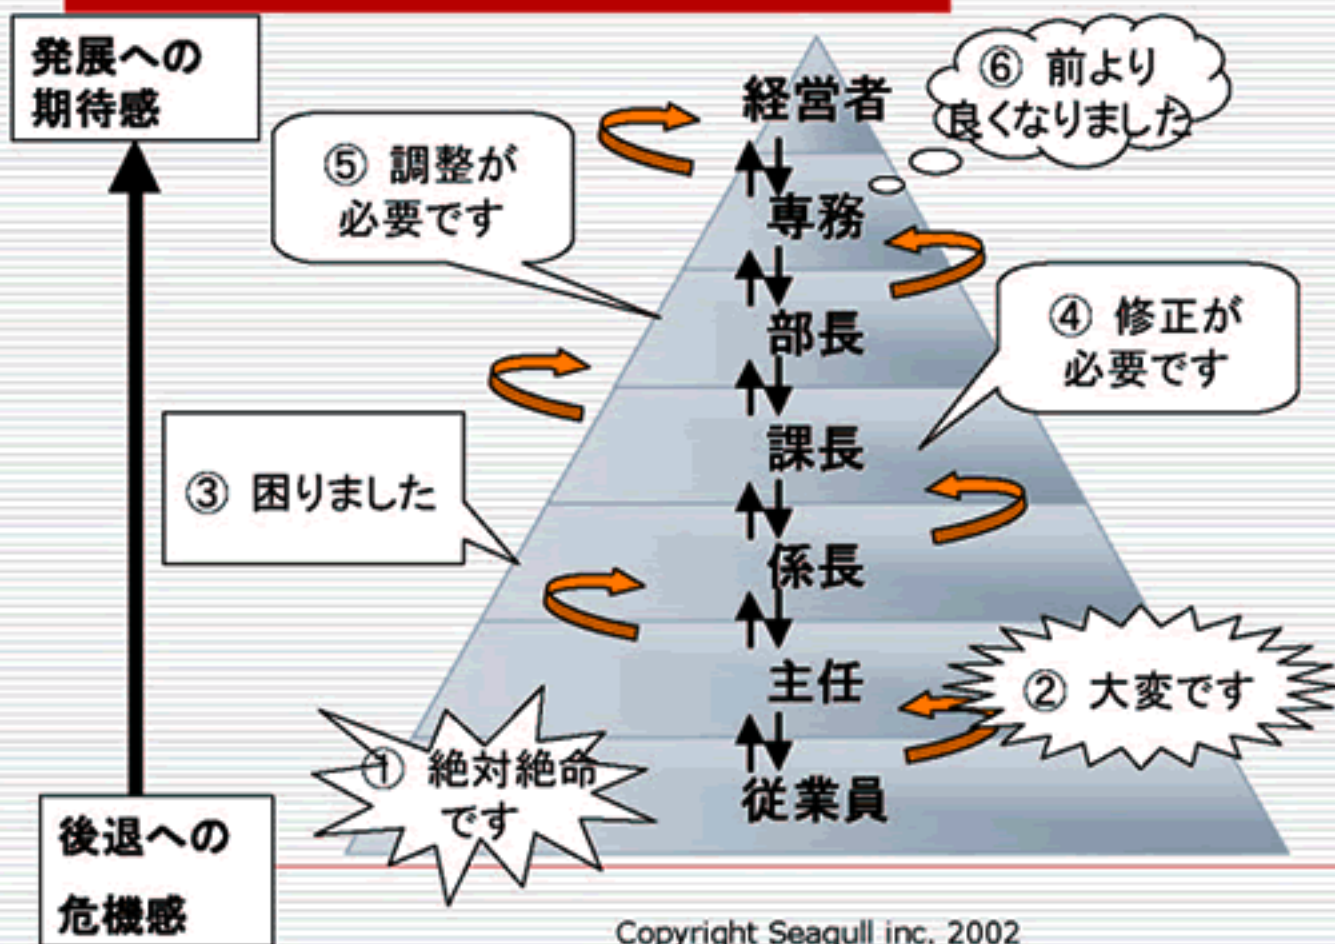 発展への
期待感
経営者
⑥ 前より
良くなりました
⑤ 調整が
必要です
専務
部長
④ 修正が
必要です
課長
③ 困りました
係長
主任
② 大変です
① 絶対絶命
です
従業員
後退への
危機感
Copyright Seagull inc. 2002